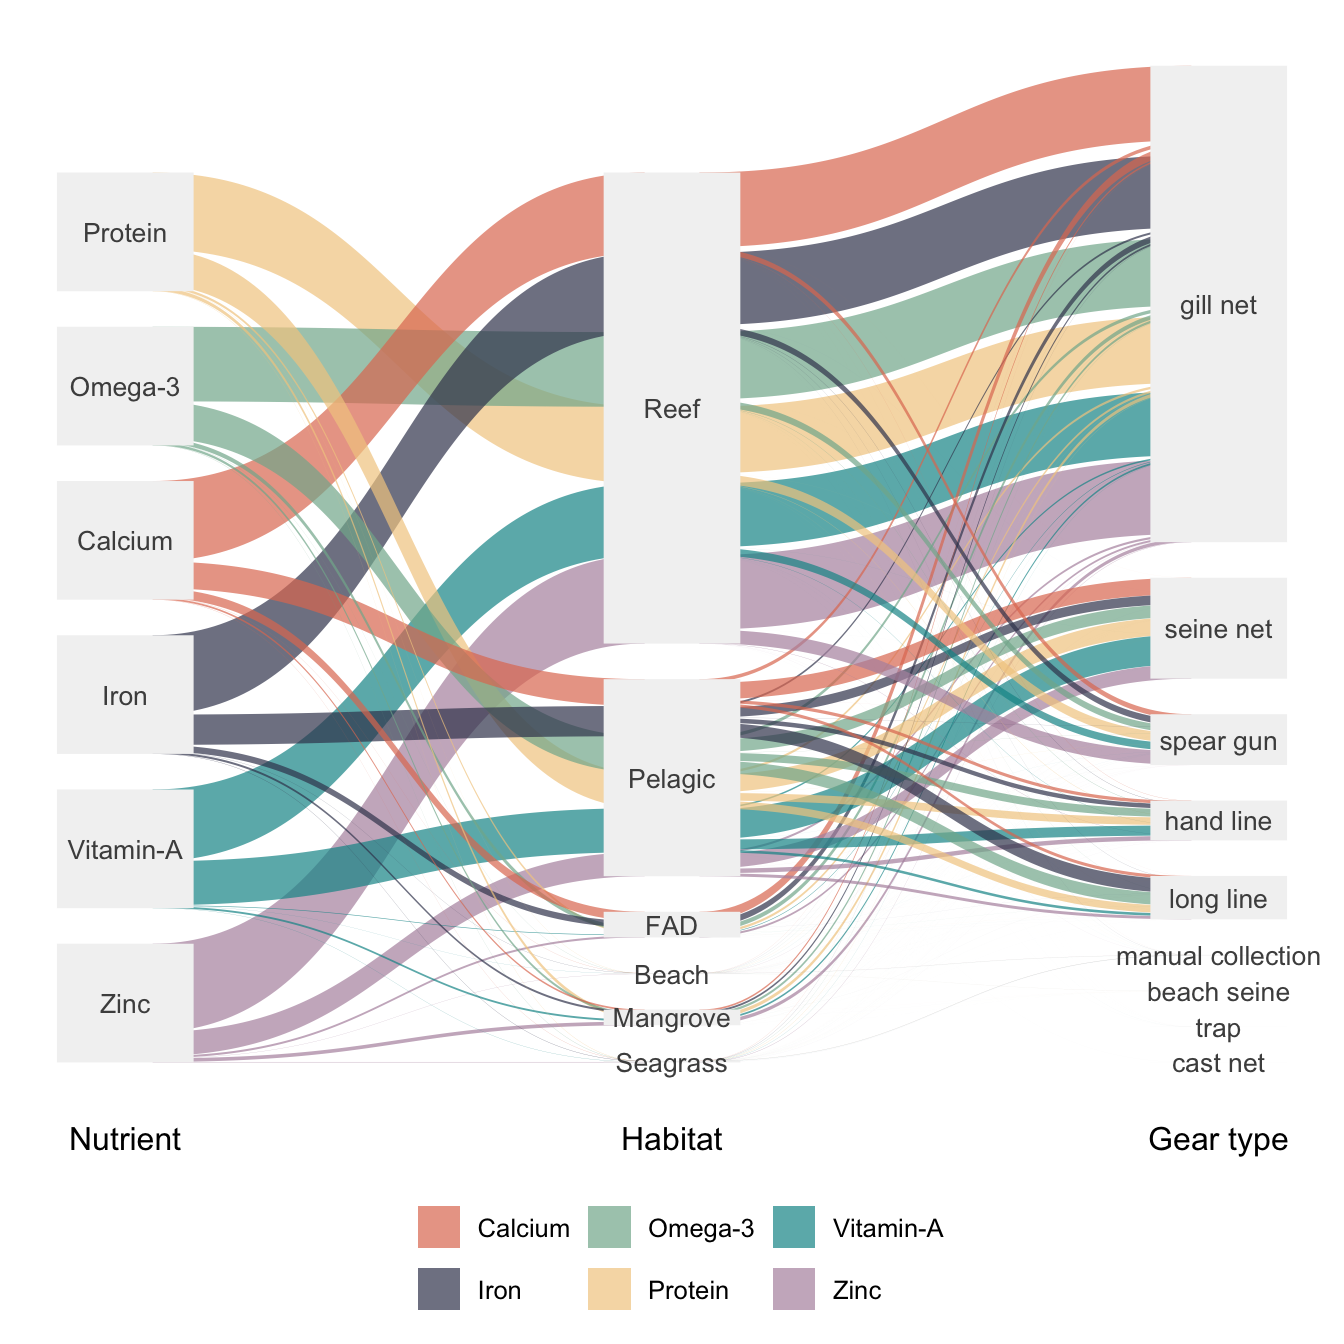 Protein
Omega-3
Calcium
Iron
Vitamin-A
Zinc
Reef
Pelagic
FAD
Beach
Mangrove
Seagrass
gill net
seine net
spear gun
hand line
long line
manual collection
beach seine
trap
cast net
Nutrient Habitat Gear type
Calcium Omega-3 Vitamin-A
Iron Protein Zinc